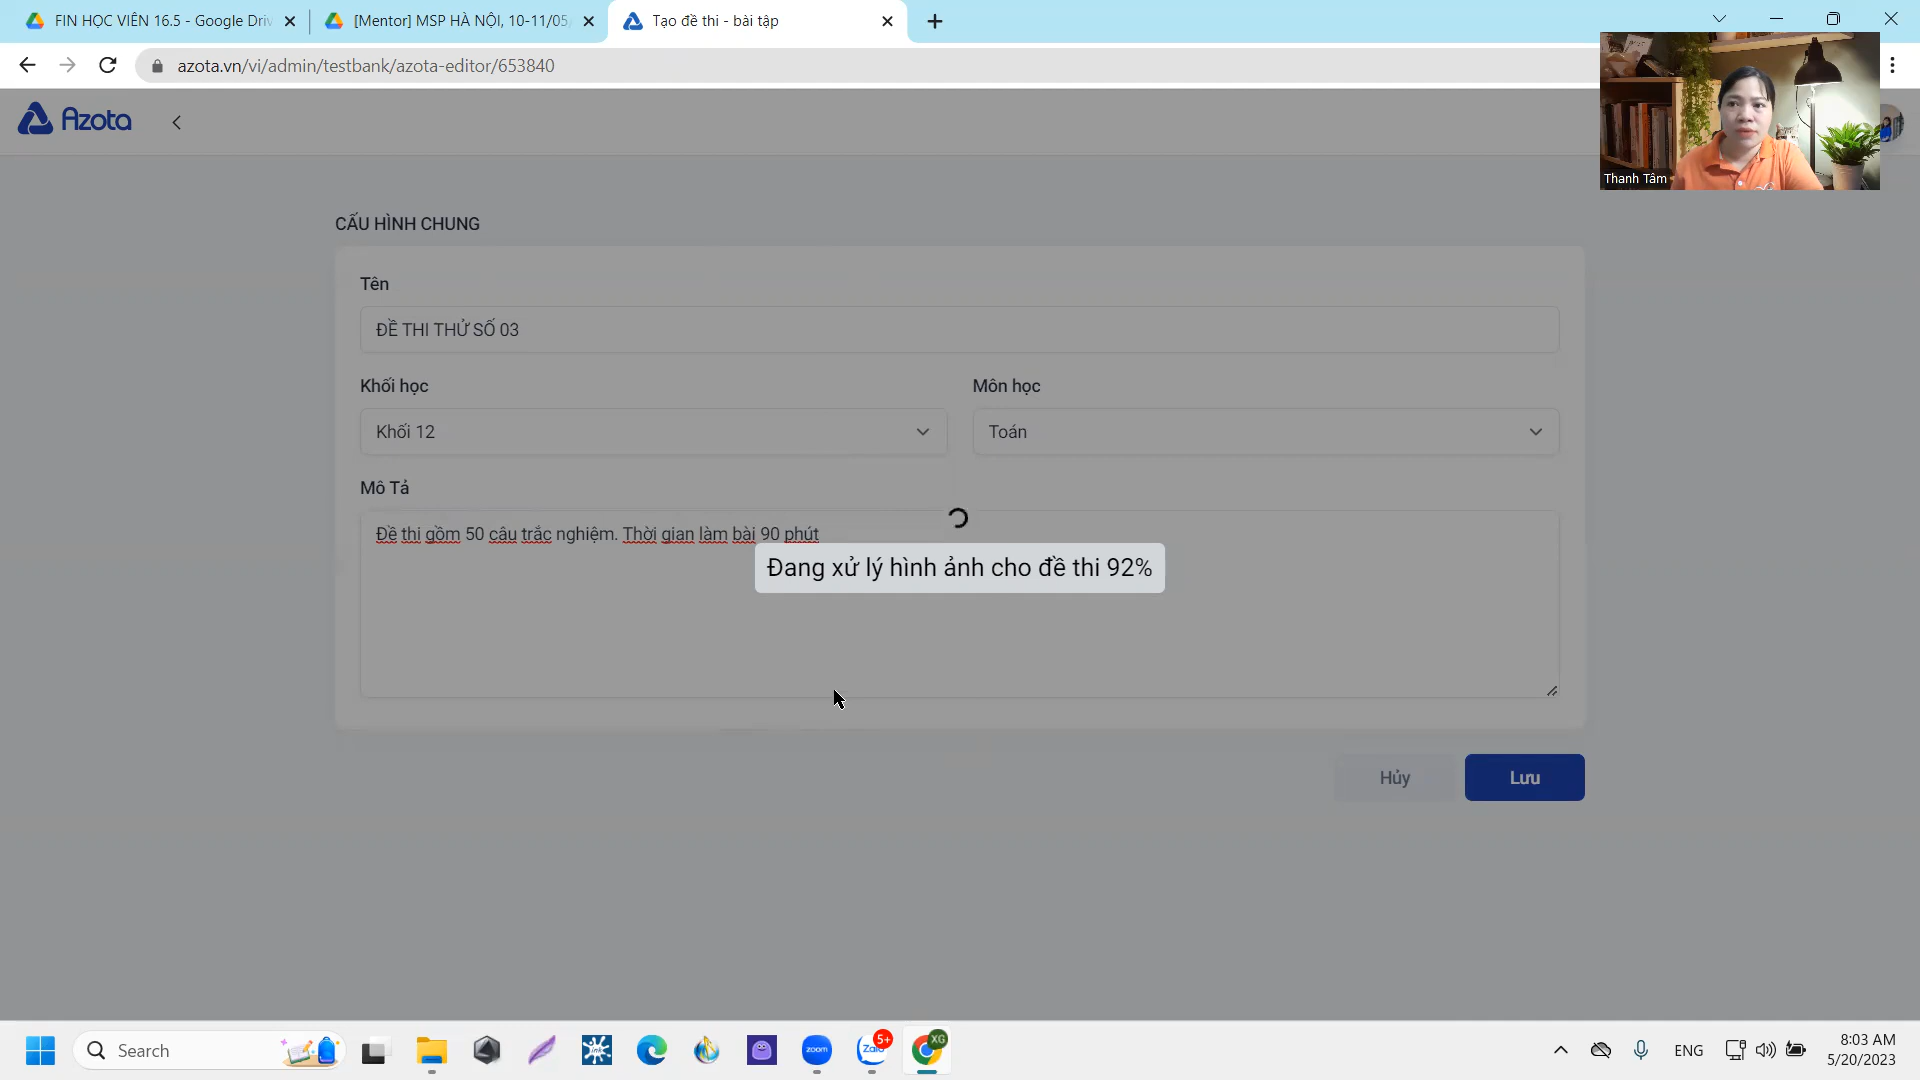 FIN HỌC VIÊN 16.5 - Google Driv
[Mentor] MSP HÀ NỘI, 10-11/05
Tạo đề thi - bài tập
azota.vn/vi/admin/testbank/azota-editor/653840
Azota
Thanh Tâm
CẤU HÌNH CHUNG
Tên
ĐỀ THI THỬ SỐ 03
Khối học
Môn học
Khối 12
Toán
Mô Tả
Đề thi gồm 50 câu trắc nghiệm. Thời gian làm bài 90 phút
Đang xử lý hình ảnh cho đề thi 92%
Hủy
Lưu
Search
zoom
Zalo
5+
XG
ENG
8:03 AM
5/20/2023